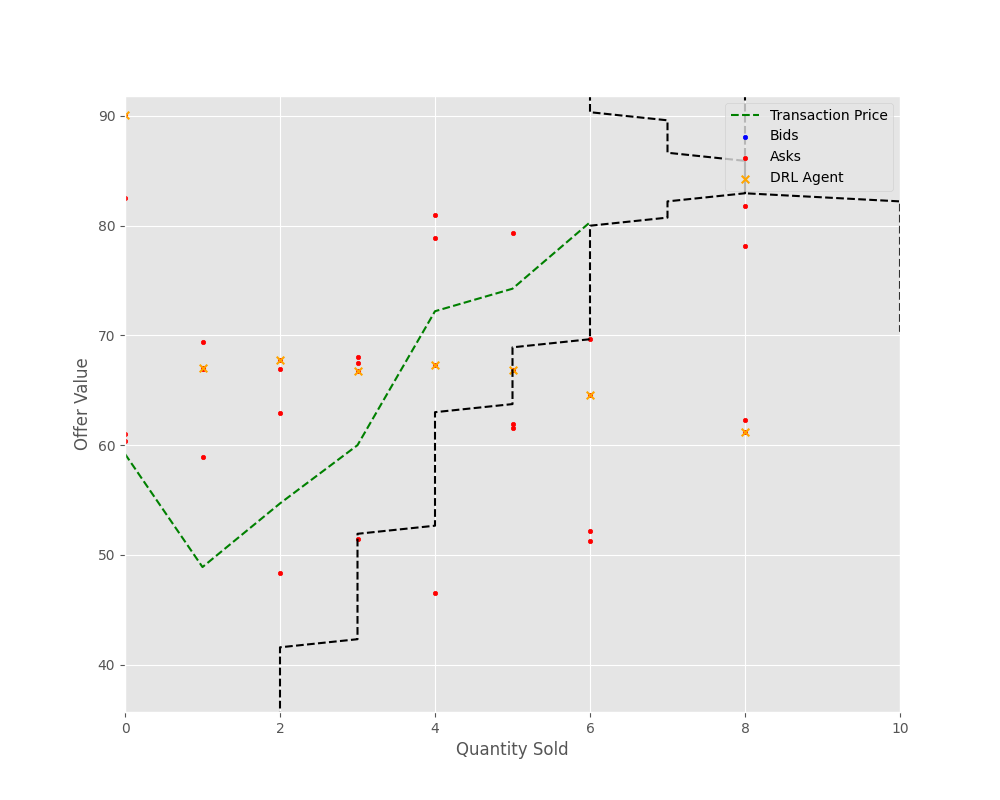 90
80
70
60
50
40
Offer Value
0
2
4
6
8
10
Quantity Sold
Transaction Price
Bids
Asks
DRL Agent